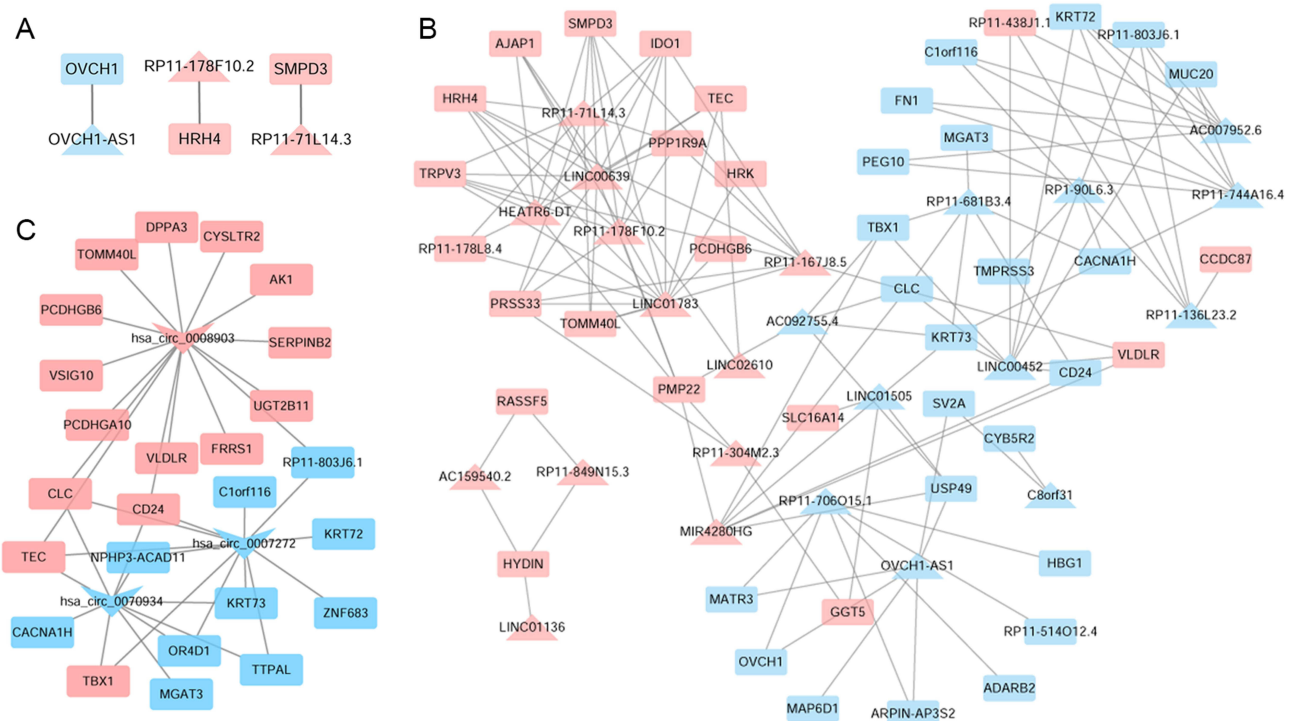 A
OVCH1
RP11-178F10.2
SMPD3
OVCH1-AS1
HRH4
RP11-71L14.3
B
SMPD3
AJAP1
IDO1
HRH4
RP11-71L14.3
TEC
PPP1R9A
TRPV3
LINC00639
HRK
HEATR6-DT
RP11-178F10.2
RP11-178L8.4
PCDHGB6
RP11-167J8.5
PRSS33
LINC01783
TOMM40L
LINC02610
PMP22
RASSF5
SLC16A14
RP11-304M2.3
AC159540.2
RP11-849N15.3
MIR4280HG
HYDIN
LINC01136
RP11-438J1.1
KRT72
RP11-803J6.1
C1orf116
MUC20
FN1
AC007952.6
MGAT3
PEG10
RP1-90L6.3
RP11-744A16.4
RP11-681B3.4
TBX1
CACNA1H
CCDC87
TMPRSS3
CLC
RP11-136L23.2
AC092755.4
KRT73
VLDLR
LINC00452
CD24
LINC01505
SV2A
CYB5R2
USP49
C8orf31
RP11-706O15.1
OVCH1-AS1
HBG1
MATR3
GGT5
RP11-514O12.4
OVCH1
ADARB2
MAP6D1
ARPIN-AP3S2
C
DPPA3
CYSLTR2
TOMM40L
AK1
PCDHGB6
hsa_circ_0008903
SERPINB2
VSIG10
UGT2B11
PCDHGA10
FRRS1
VLDLR
RP11-803J6.1
CLC
C1orf116
CD24
KRT72
hsa_circ_0007272
TEC
NPHP3-ACAD11
hsa_circ_0070934
KRT73
ZNF683
CACNA1H
OR4D1
TTPAL
TBX1
MGAT3